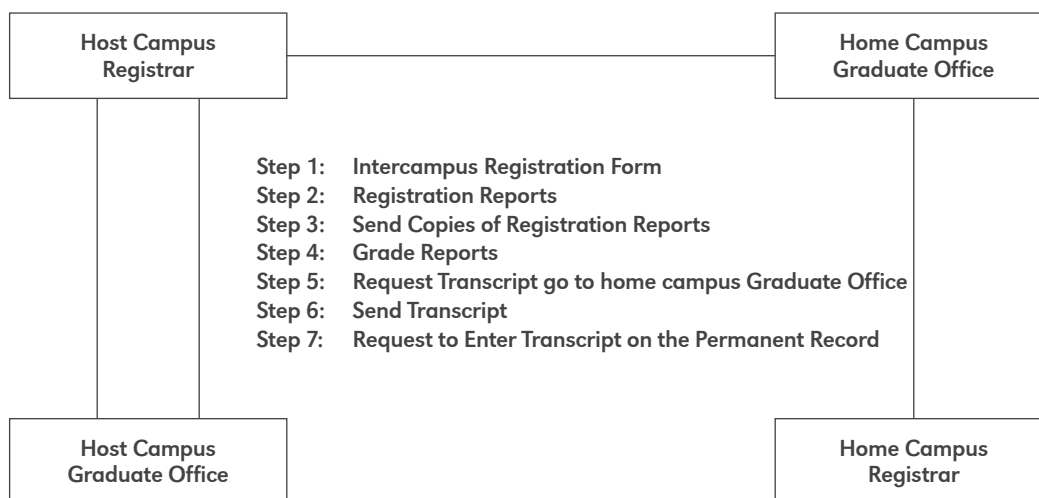 Host Campus
Registrar
Home Campus
Graduate Office
Step 1: Intercampus Registration Form
Step 2: Registration Reports
Step 3: Send Copies of Registration Reports
Step 4: Grade Reports
Step 5: Request Transcript go to home campus Graduate Office
Step 6: Send Transcript
Step 7: Request to Enter Transcript on the Permanent Record
Host Campus
Graduate Office
Home Campus
Registrar